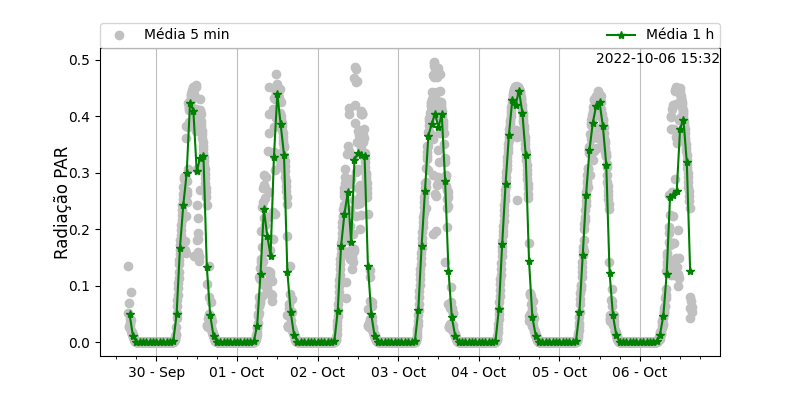 Média 5 min
Média 1 h
2022-10-06 15:32
Radiação PAR
0.5
0.4
0.3
0.2
0.1
0.0
30 - Sep
01 - Oct
02 - Oct
03 - Oct
04 - Oct
05 - Oct
06 - Oct